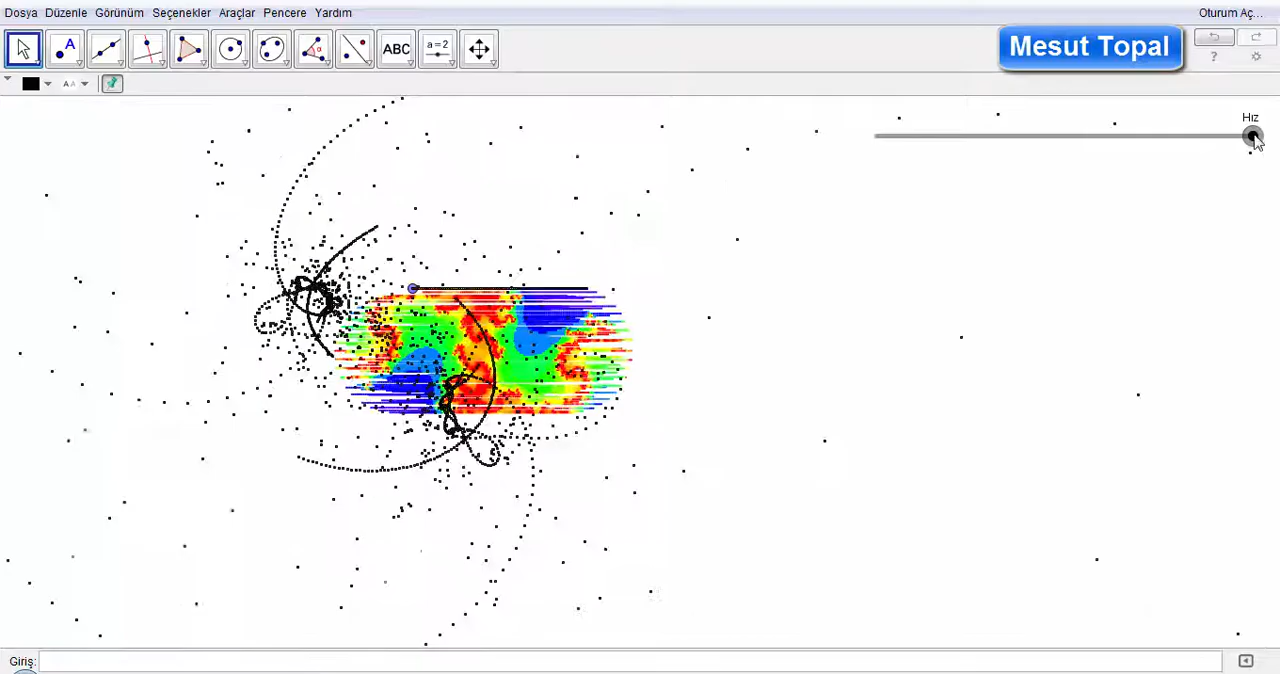 Dosya Düzenle Görünüm Seçenekler Araçlar Pencere Yardım Oturum Aç...
A ABC a=2
Mesut Topal
?
A A
Hız
Giriş: